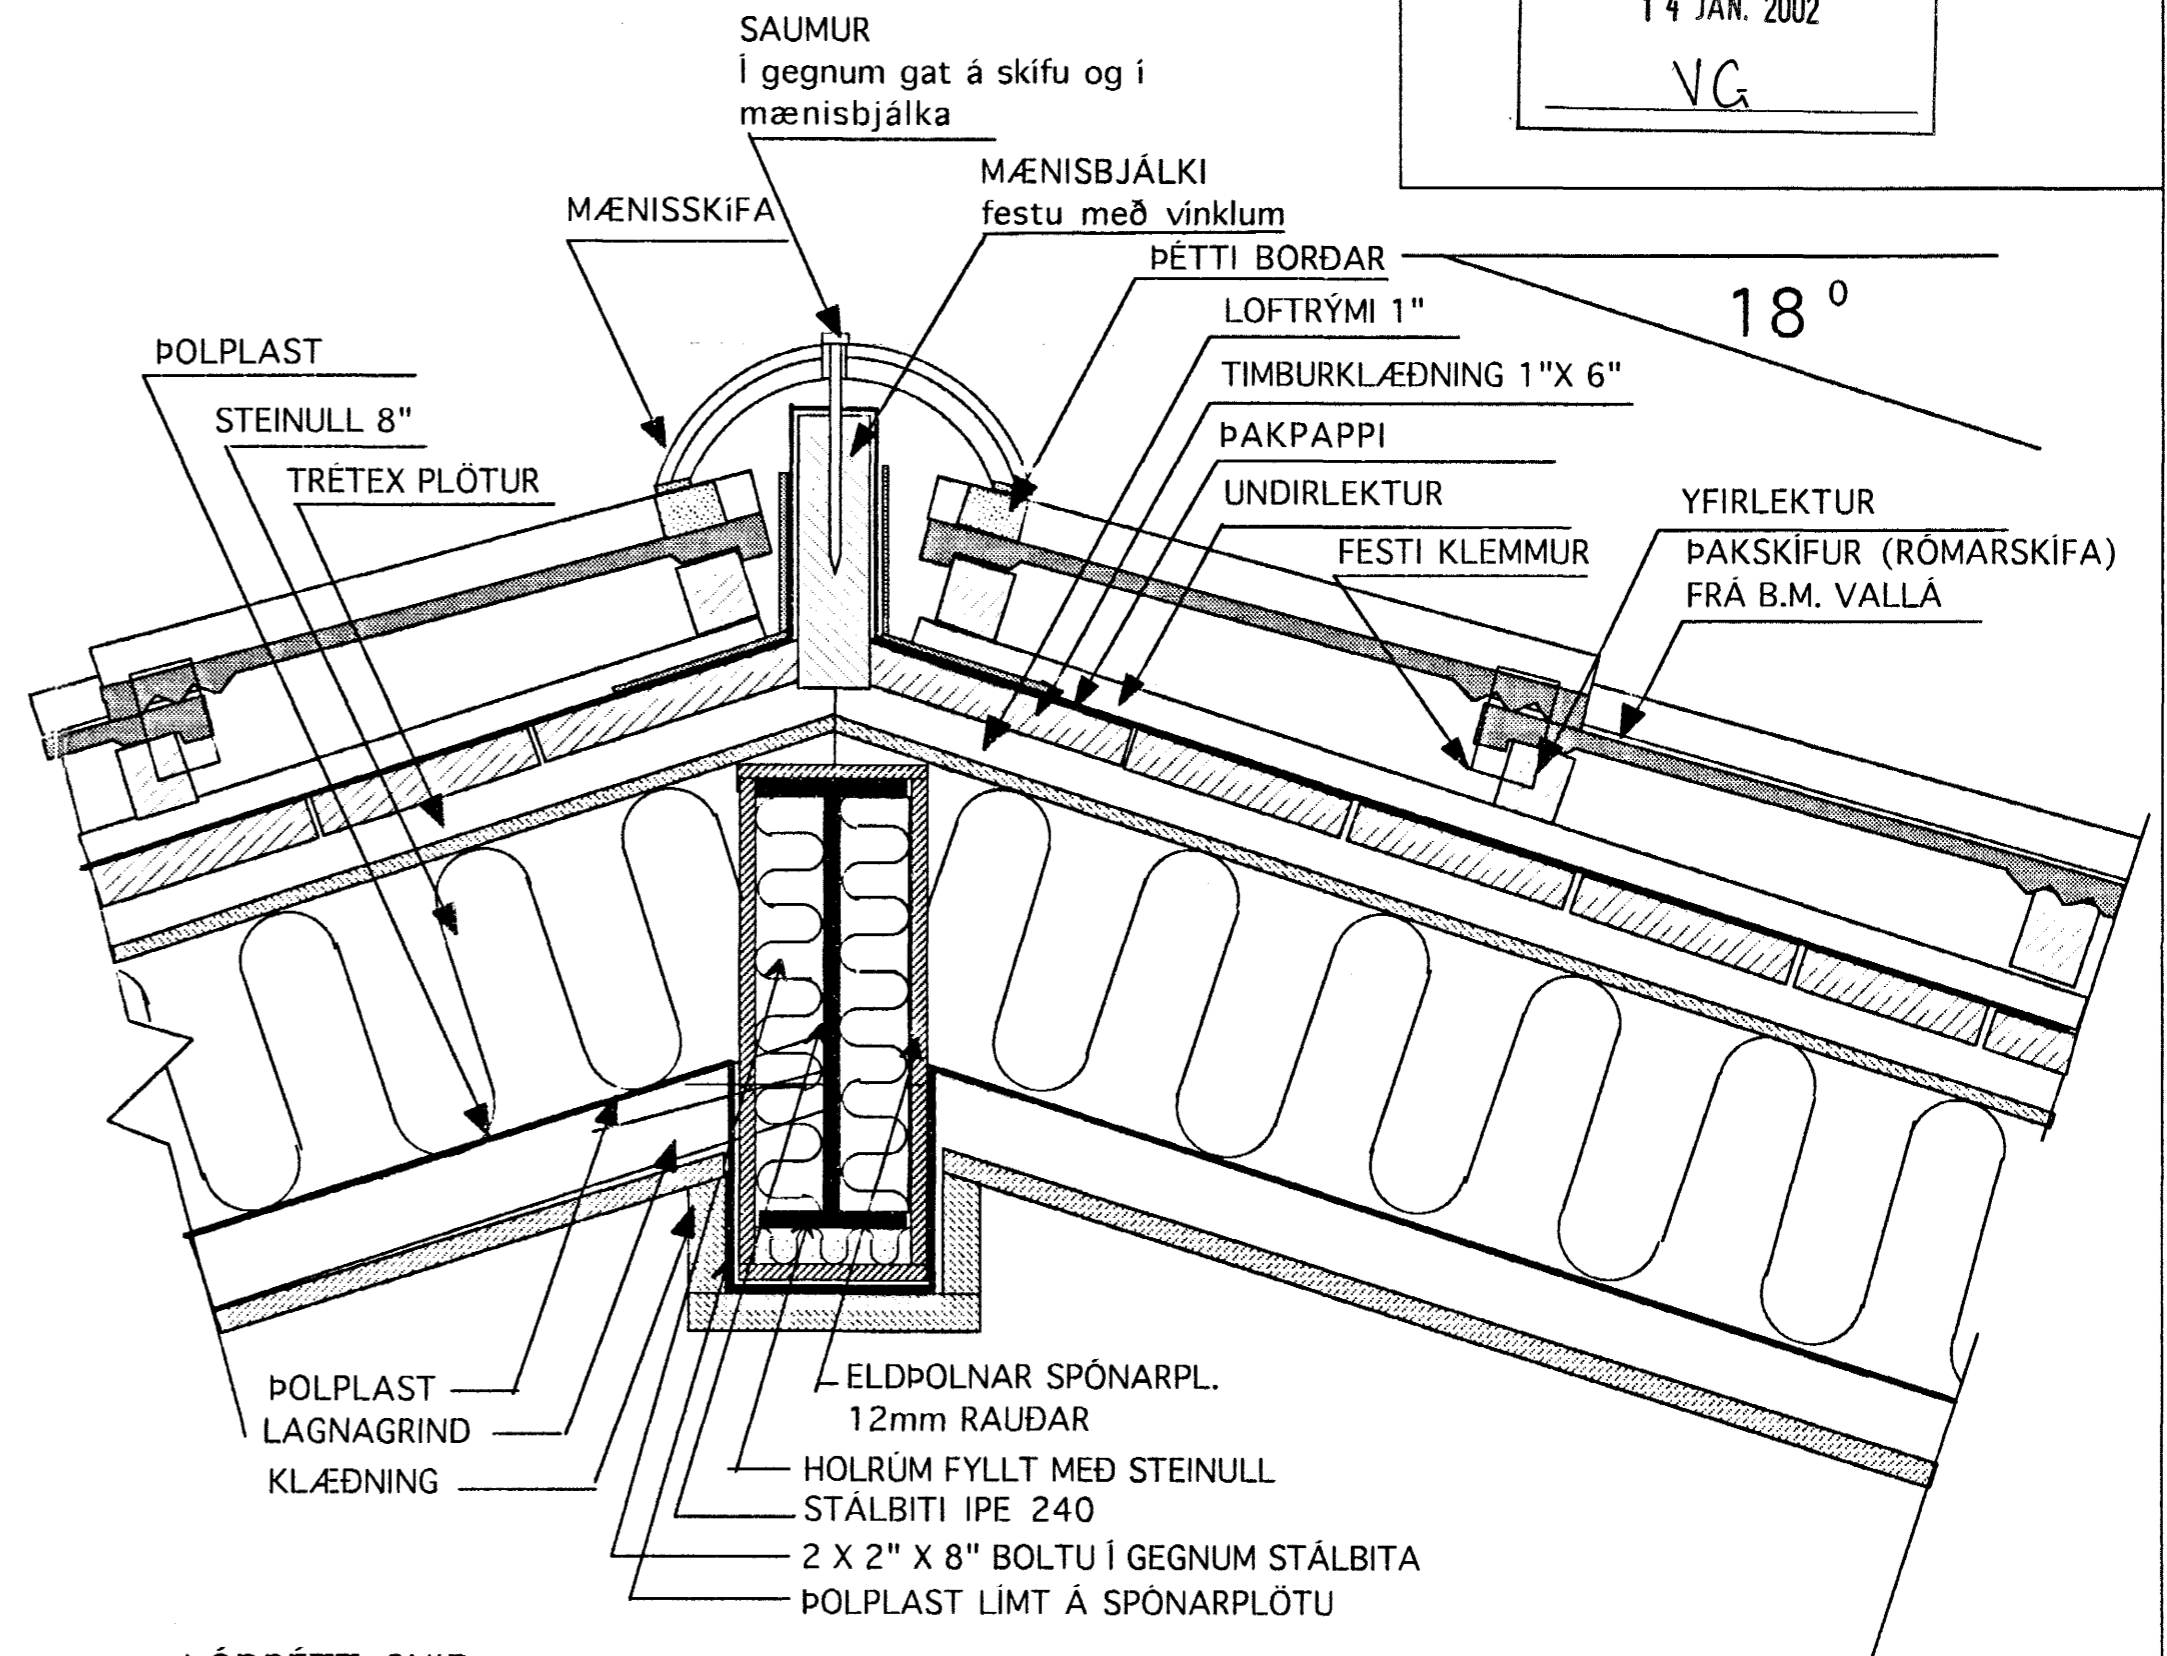 SAUMUR
Í gegnum gat á skífu og í
mænisbjálka
14 JAN. 2002
VG
MÆNISBJÁLKI
festu með vinklum
MÆNISSKÍFA
ÞÉTTI BORÐAR
18°
LOFTRÝMI 1"
TIMBURKLÆÐNING 1"X 6"
ÞAKPAPPI
UNDIRLEKTUR
FESTI KLEMMUR
YFIRLEKTUR
ÞAKSKÍFUR (RÓMARSKÍFA)
FRÁ B.M. VALLÁ
ÞOLPLAST
STEINULL 8"
TRÉTEX PLÖTUR
ÞOLPLAST
LAGNAGRIND
KLÆÐNING
ELDÞOLNAR SPÓNARPL.
12mm RAUÐAR
HOLRÚM FYLLT MEÐ STEINULL
STÁLBITI IPE 240
2 X 2" X 8" BOLTU Í GEGNUM STÁLBITA
ÞOLPLAST LÍMT Á SPÓNARPLÖTU